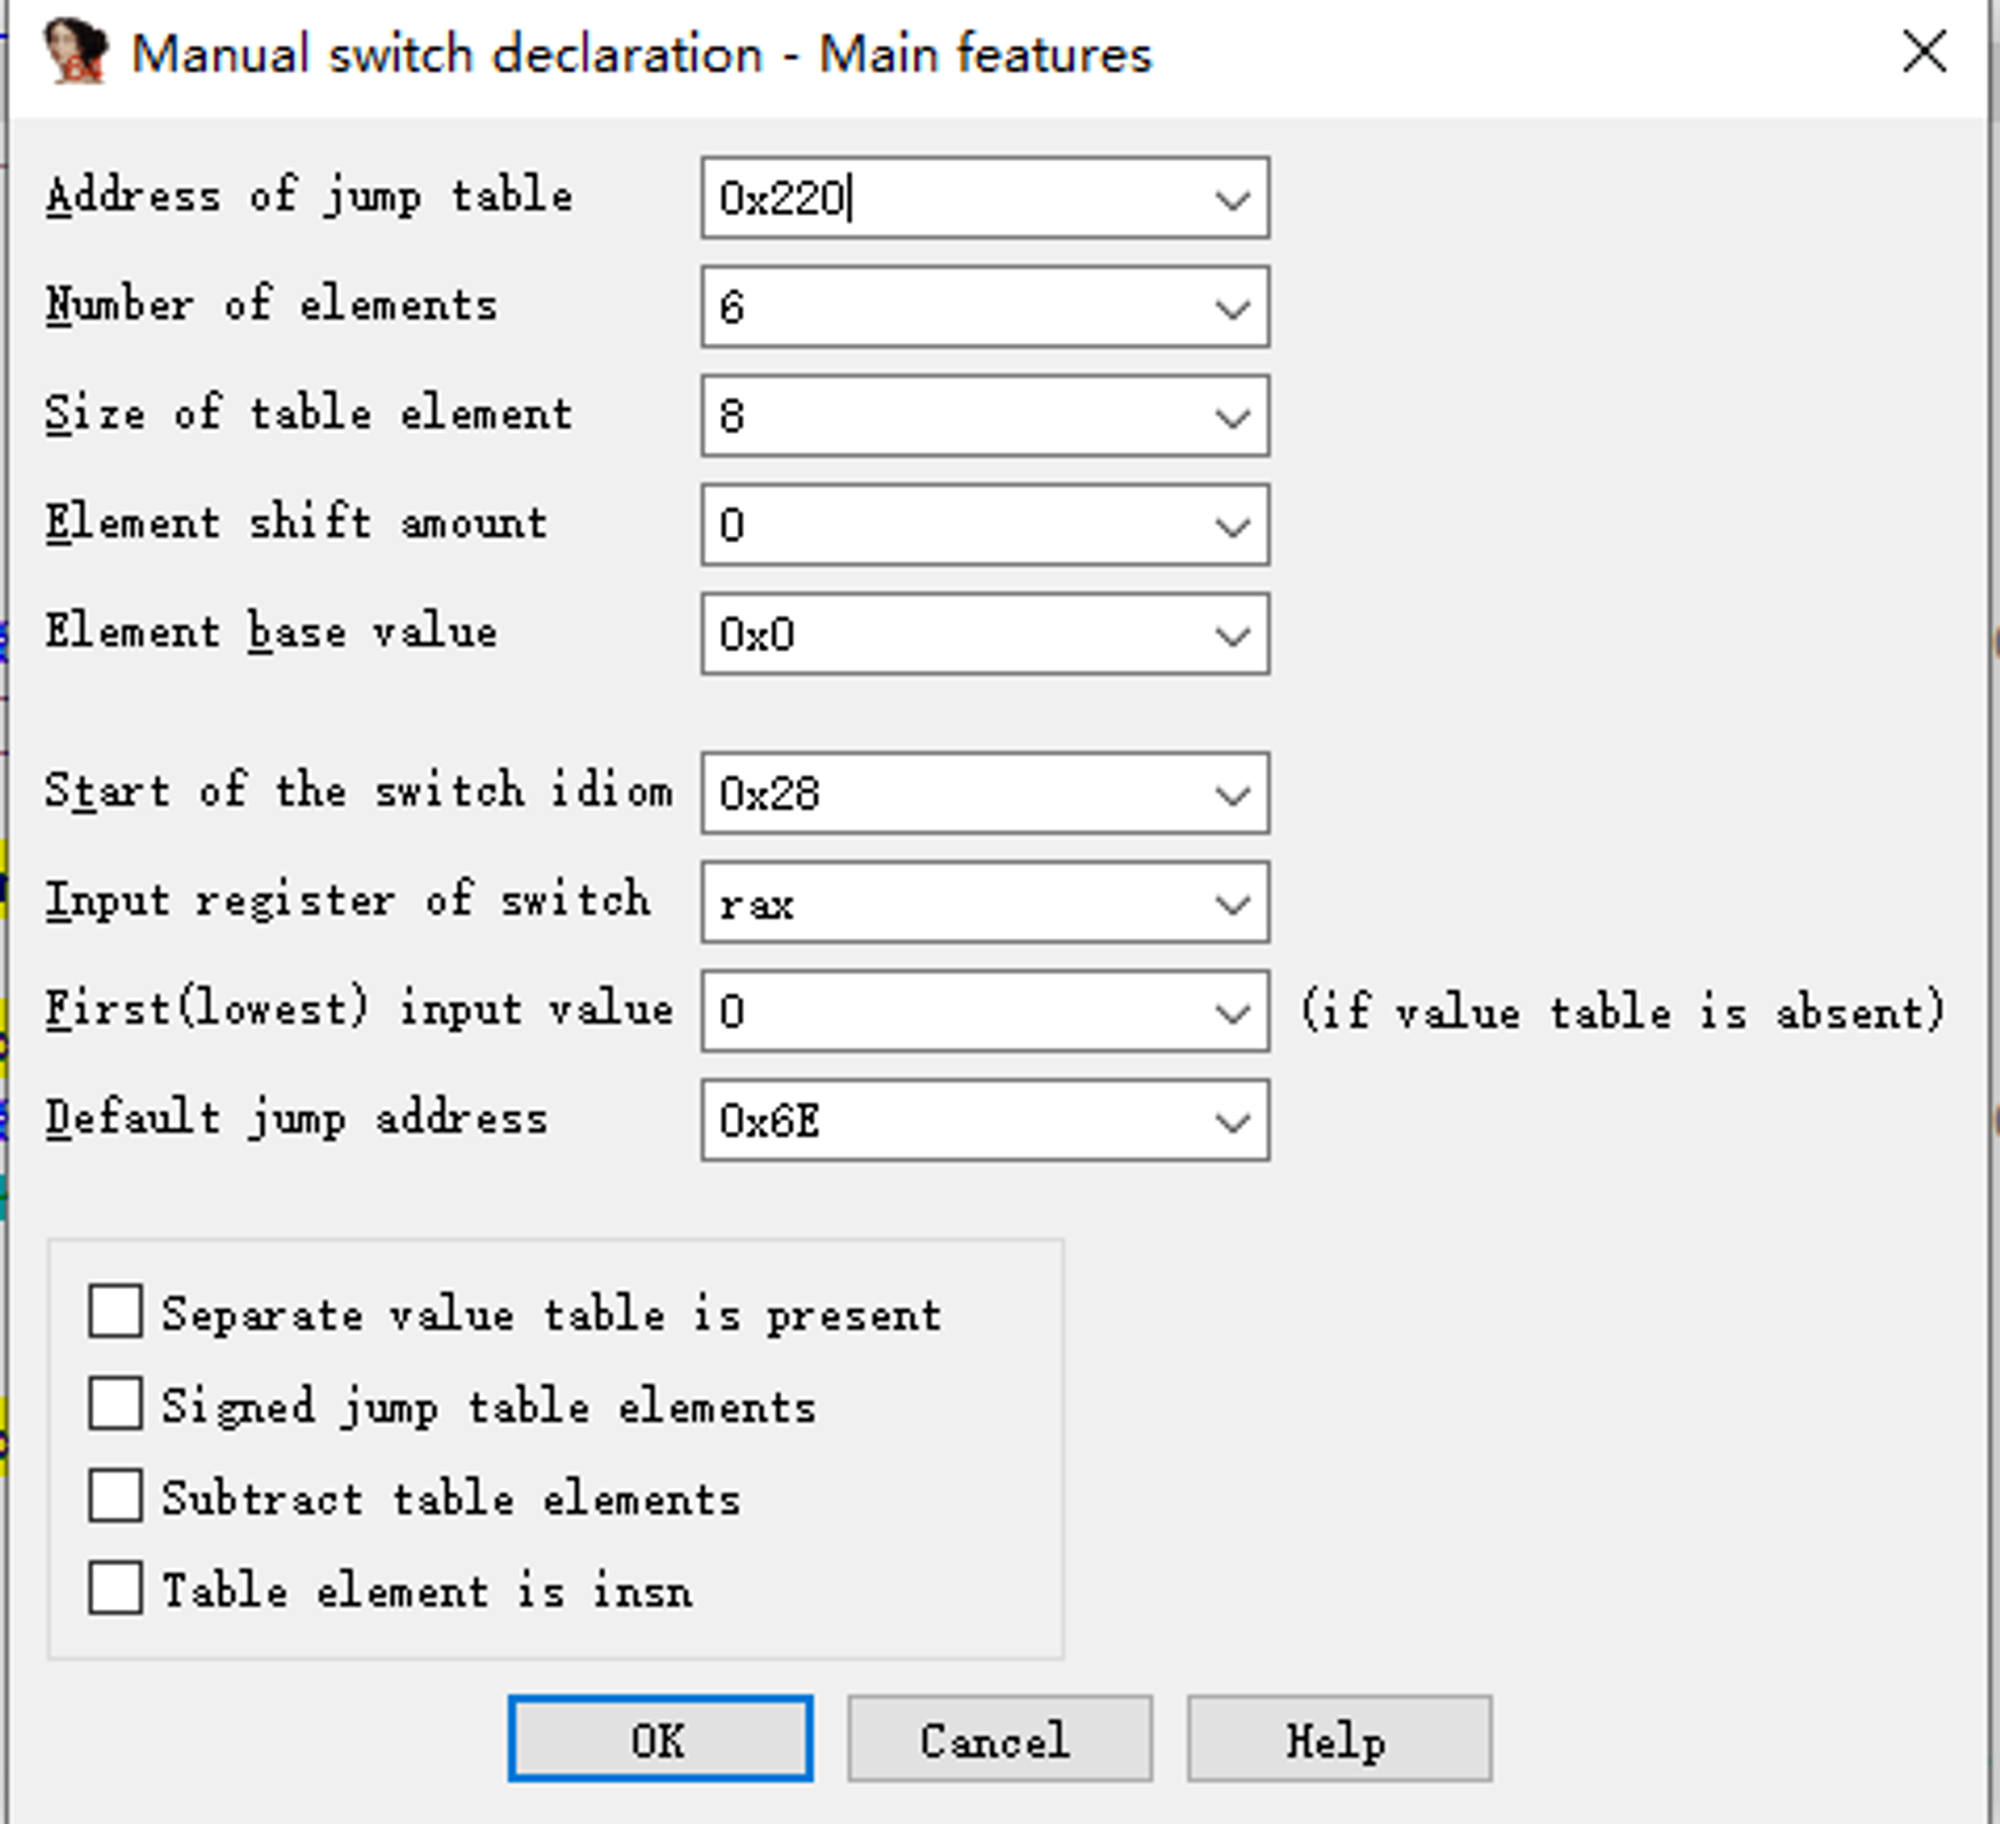 Manual switch declaration - Main features
Address of jump table 0x220
Number of elements 6
Size of table element 8
Element shift amount 0
Element base value 0x0
Start of the switch idiom 0x28
Input register of switch rax
First(lowest) input value 0 (if value table is absent)
Default jump address 0x6E
Separate value table is present
Signed jump table elements
Subtract table elements
Table element is insn
OK Cancel Help